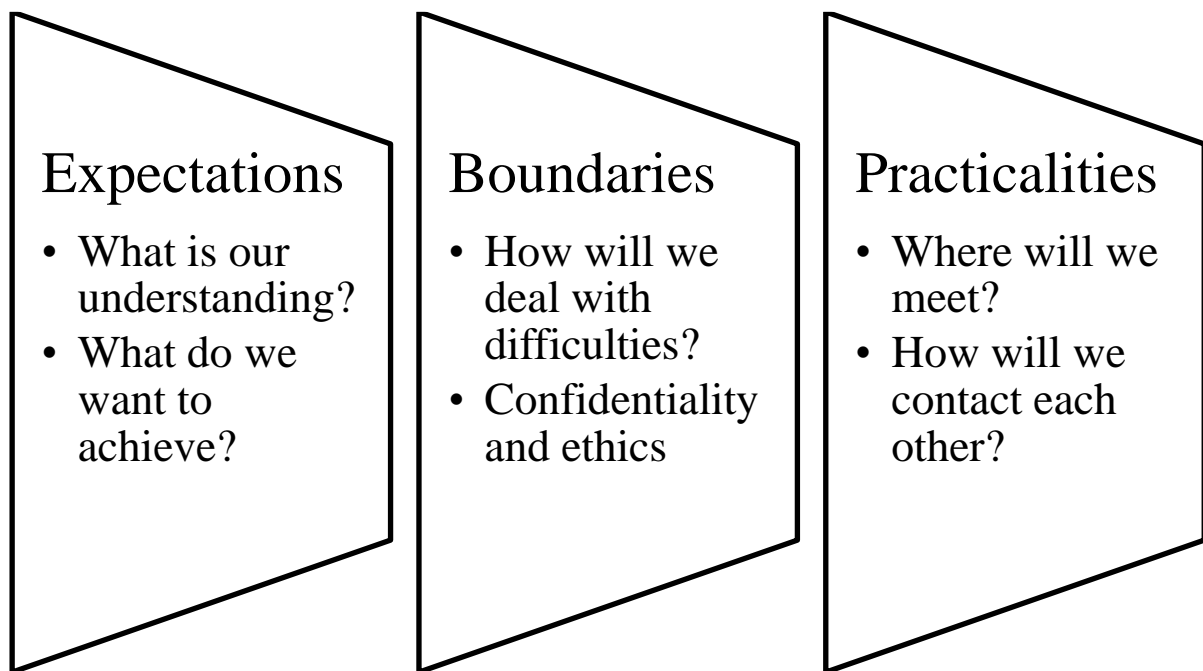 Expectations
• What is our
understanding?
• What do we
want to
achieve?
Boundaries
• How will we
deal with
difficulties?
• Confidentiality
and ethics
Practicalities
• Where will we
meet?
• How will we
contact each
other?